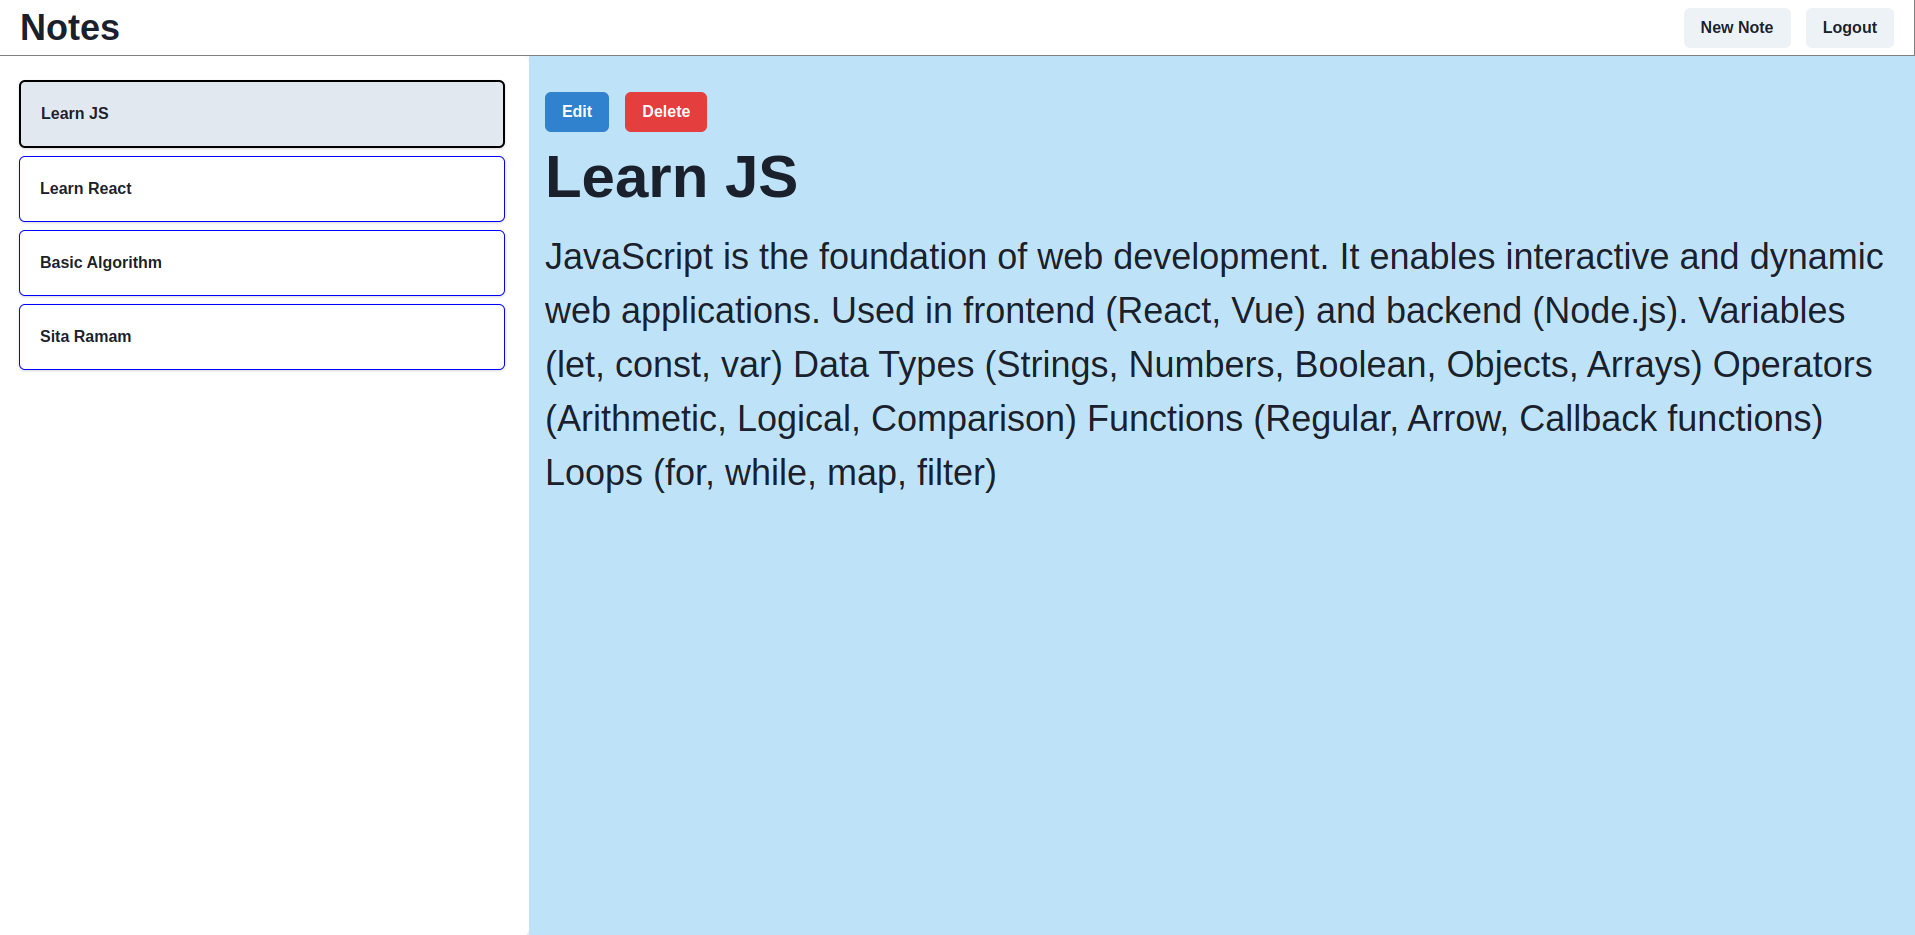 Notes
New Note
Logout
Learn JS
Learn React
Basic Algorithm
Sita Ramam
Edit
Delete
Learn JS
JavaScript is the foundation of web development. It enables interactive and dynamic
web applications. Used in frontend (React, Vue) and backend (Node.js). Variables
(let, const, var) Data Types (Strings, Numbers, Boolean, Objects, Arrays) Operators
(Arithmetic, Logical, Comparison) Functions (Regular, Arrow, Callback functions)
Loops (for, while, map, filter)